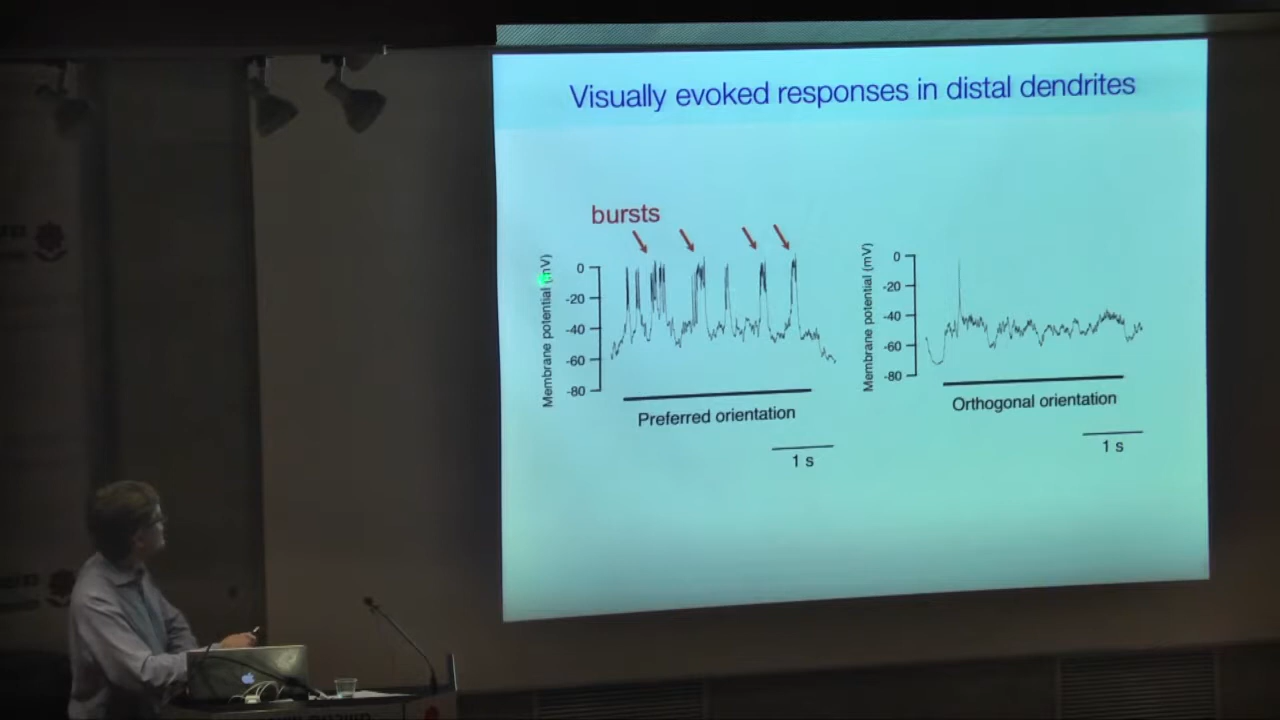 Visually evoked responses in distal dendrites
bursts
Membrane potential (mV)
0
-20
-40
-60
-80
Preferred orientation
1 s
Membrane potential (mV)
0
-20
-40
-60
-80
Orthogonal orientation
1 s